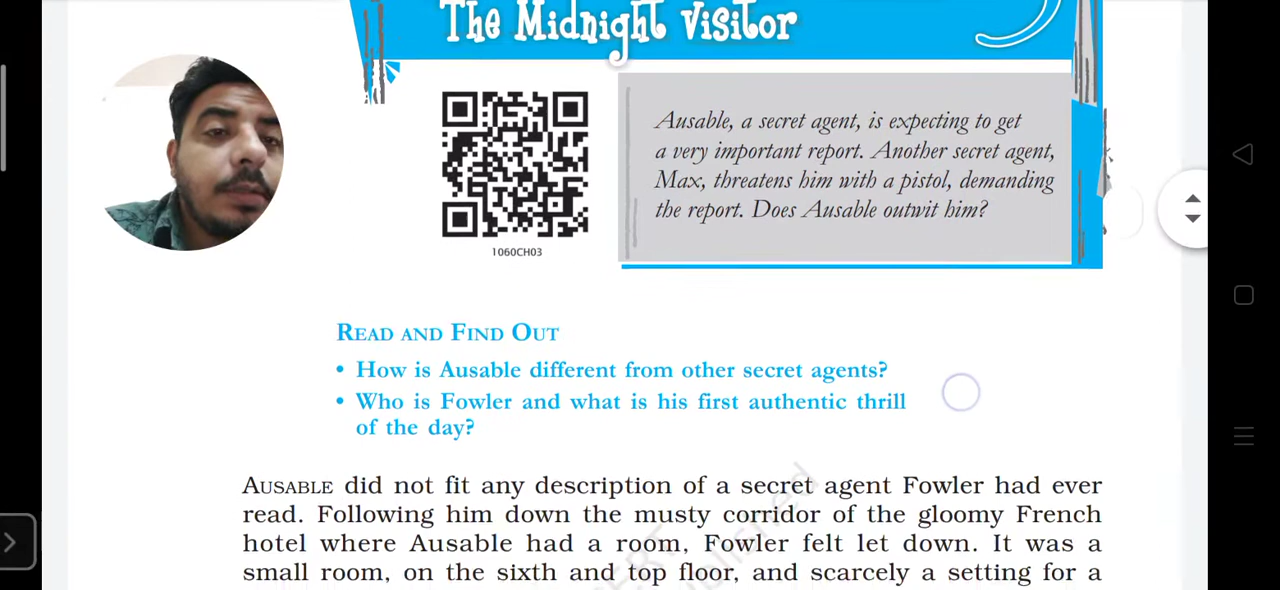 The Midnight Visitor
Ausable, a secret agent, is expecting to get
a very important report. Another secret agent,
Max, threatens him with a pistol, demanding
the report. Does Ausable outwit him?
1060CH03
READ AND FIND OUT
• How is Ausable different from other secret agents?
• Who is Fowler and what is his first authentic thrill
of the day?
AUSABLE did not fit any description of a secret agent Fowler had ever
read. Following him down the musty corridor of the gloomy French
hotel where Ausable had a room, Fowler felt let down. It was a
small room, on the sixth and top floor, and scarcely a setting for a